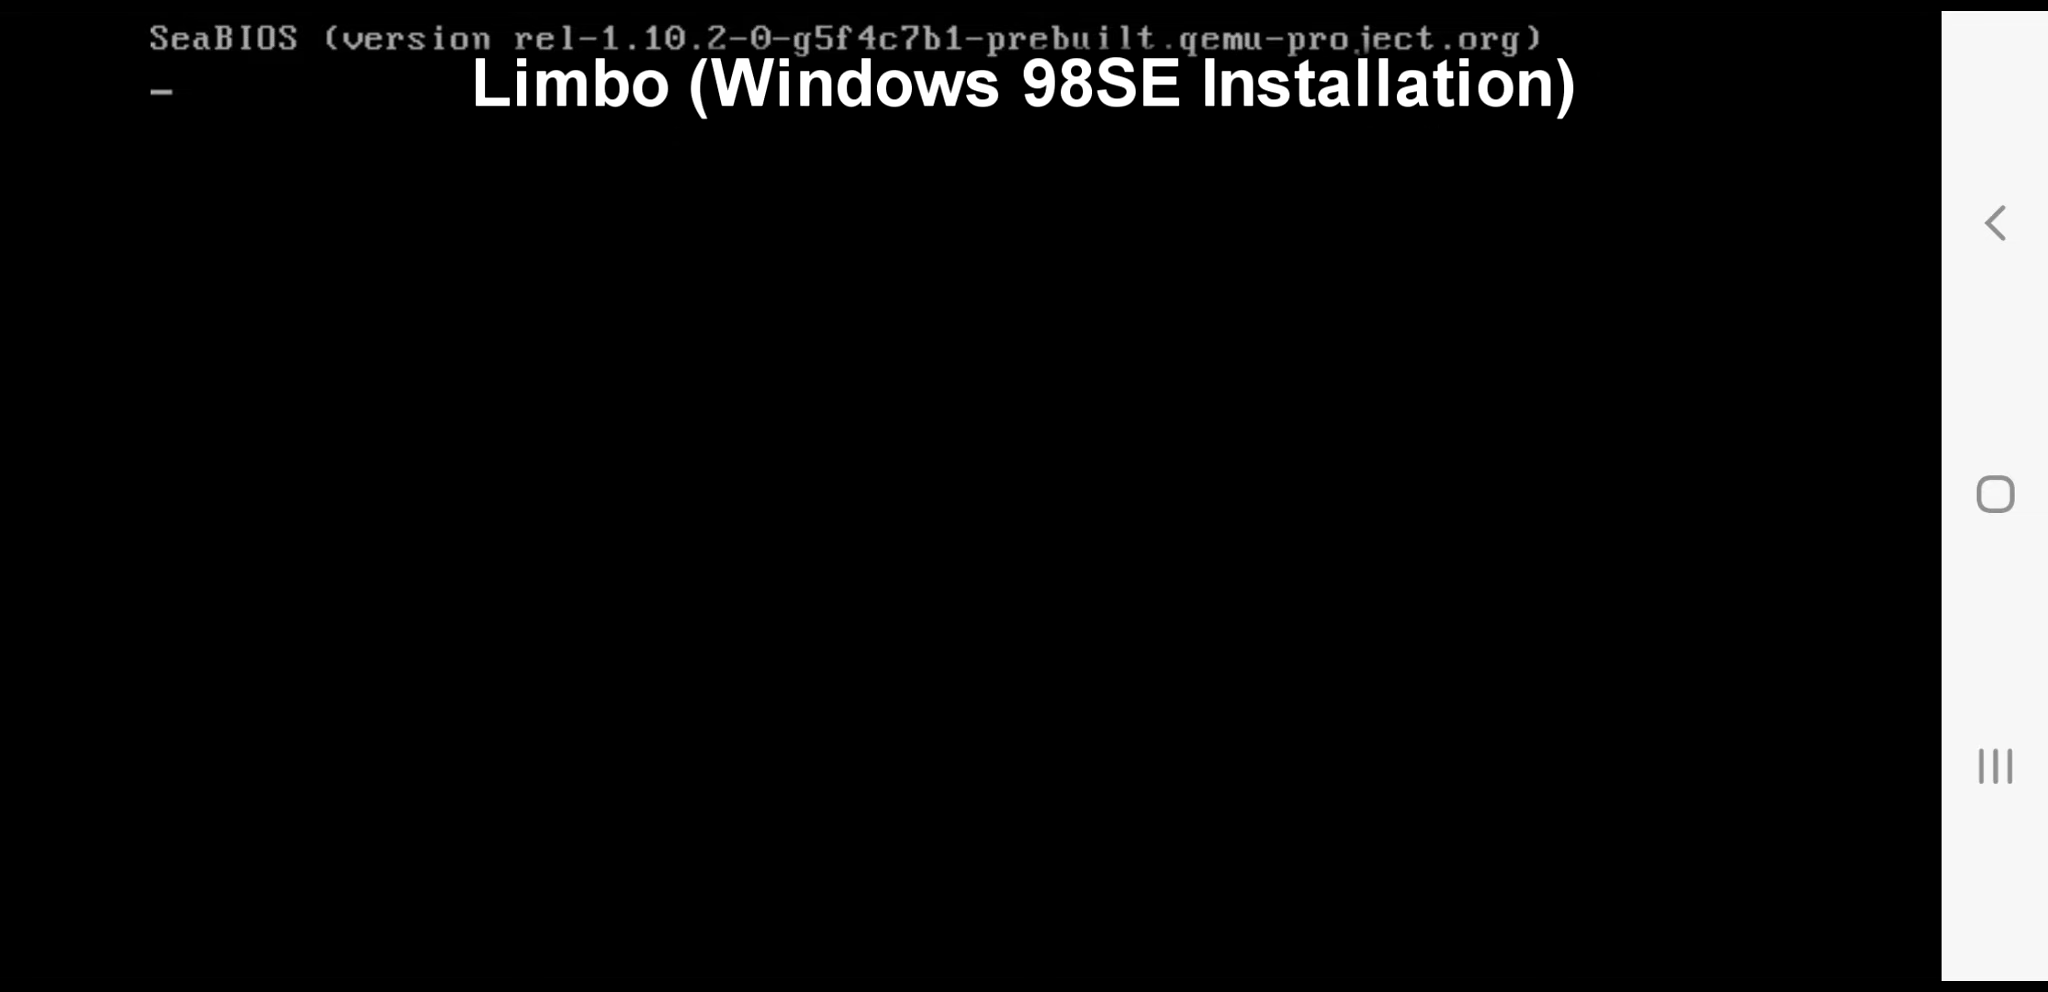 SeaBIOS (version rel-1.10.2-0-g5f4c7b1-prebuilt.qemu-project.org)
Limbo (Windows 98SE Installation)